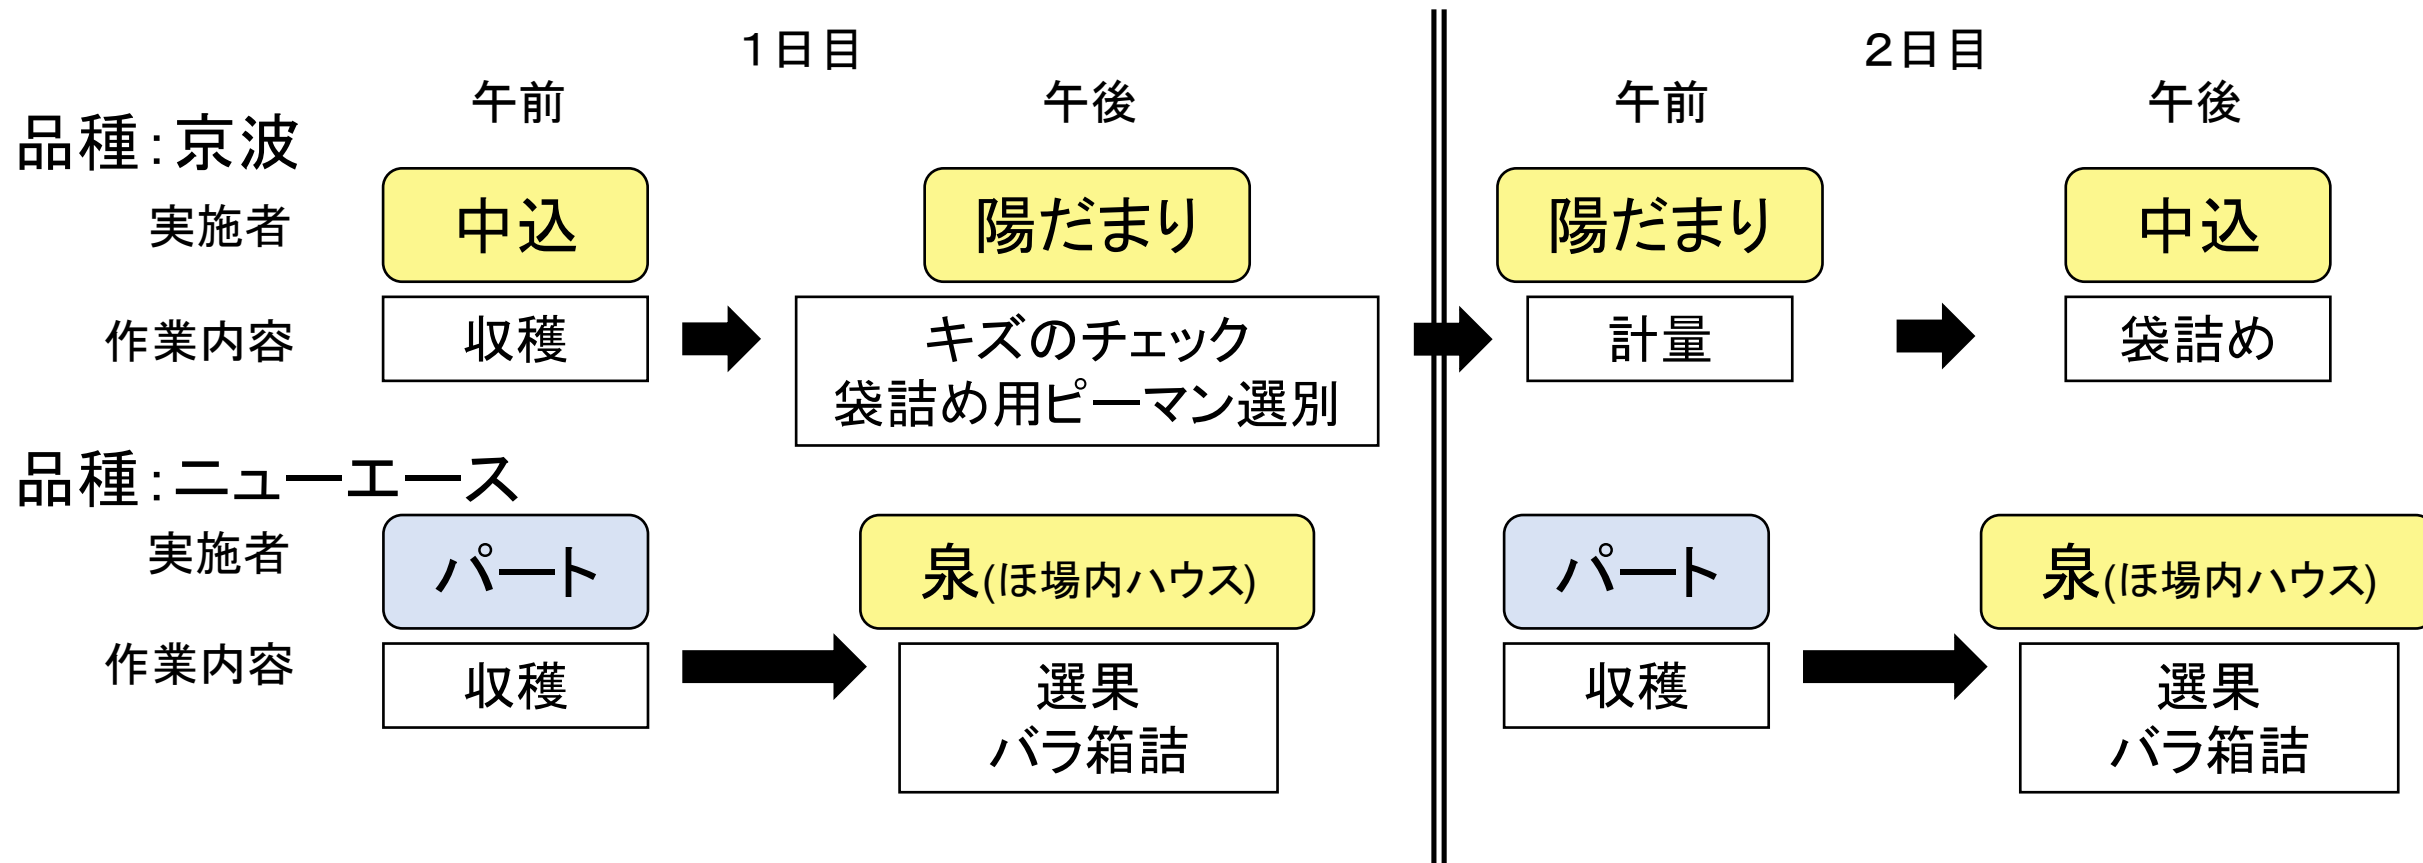 1日目
2日目
午前
午後
午前
午後
品種:京波
実施者
中込
陽だまり
陽だまり
中込
作業内容
収穫
キズのチェック
袋詰め用ピーマン選別
計量
袋詰め
品種:ニューエース
実施者
パート
泉(ほ場内ハウス)
パート
泉(ほ場内ハウス)
作業内容
収穫
選果
バラ箱詰
収穫
選果
バラ箱詰